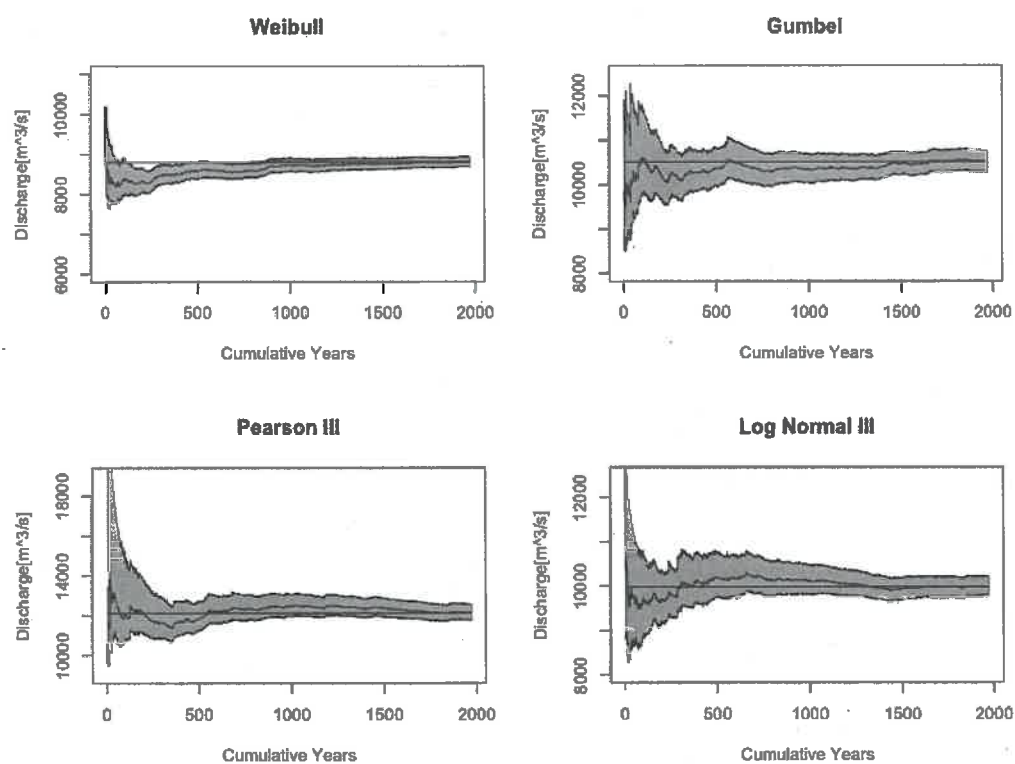 Weibull
Discharge[m^3/s]
10000
8000
6000
0 500 1000 1500 2000
Cumulative Years
Gumbel
Discharge[m^3/s]
12000
10000
8000
0 500 1000 1500 2000
Cumulative Years
Pearson III
Discharge[m^3/s]
18000
14000
10000
0 500 1000 1500 2000
Cumulative Years
Log Normal III
Discharge[m^3/s]
12000
10000
8000
0 500 1000 1500 2000
Cumulative Years